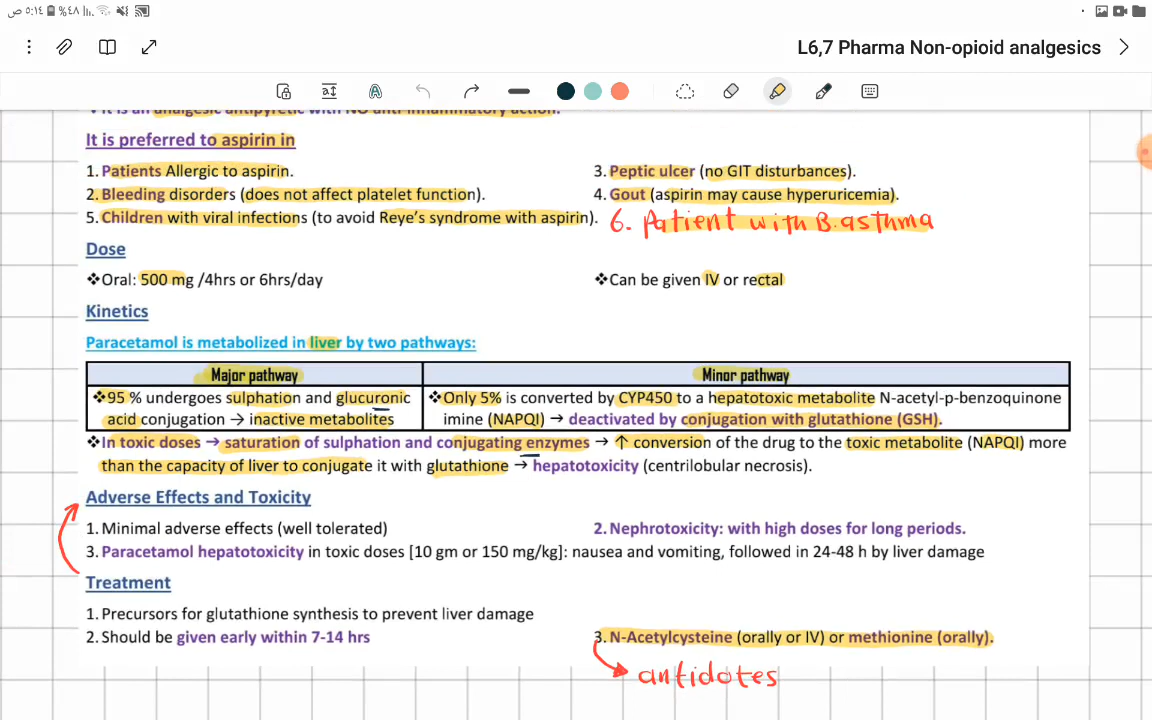 ٥:١٤ ص %٤٨
L6,7 Pharma Non-opioid analgesics
❖It is an analgesic antipyretic with NO anti-inflammatory action.
It is preferred to aspirin in
1. Patients Allergic to aspirin.
3. Peptic ulcer (no GIT disturbances).
2. Bleeding disorders (does not affect platelet function).
4. Gout (aspirin may cause hyperuricemia).
5. Children with viral infections (to avoid Reye's syndrome with aspirin).
6. Patient with B.asthma
Dose
❖Oral: 500 mg /4hrs or 6hrs/day
❖Can be given IV or rectal
Kinetics
Paracetamol is metabolized in liver by two pathways:
Major pathway
Minor pathway
❖95 % undergoes sulphation and glucuronic
acid conjugation → inactive metabolites
❖Only 5% is converted by CYP450 to a hepatotoxic metabolite N-acetyl-p-benzoquinone
imine (NAPQI) → deactivated by conjugation with glutathione (GSH).
❖In toxic doses → saturation of sulphation and conjugating enzymes → ↑ conversion of the drug to the toxic metabolite (NAPQI) more
than the capacity of liver to conjugate it with glutathione → hepatotoxicity (centrilobular necrosis).
Adverse Effects and Toxicity
1. Minimal adverse effects (well tolerated)
2. Nephrotoxicity: with high doses for long periods.
3. Paracetamol hepatotoxicity in toxic doses [10 gm or 150 mg/kg]: nausea and vomiting, followed in 24-48 h by liver damage
Treatment
1. Precursors for glutathione synthesis to prevent liver damage
2. Should be given early within 7-14 hrs
3. N-Acetylcysteine (orally or IV) or methionine (orally).
antidotes